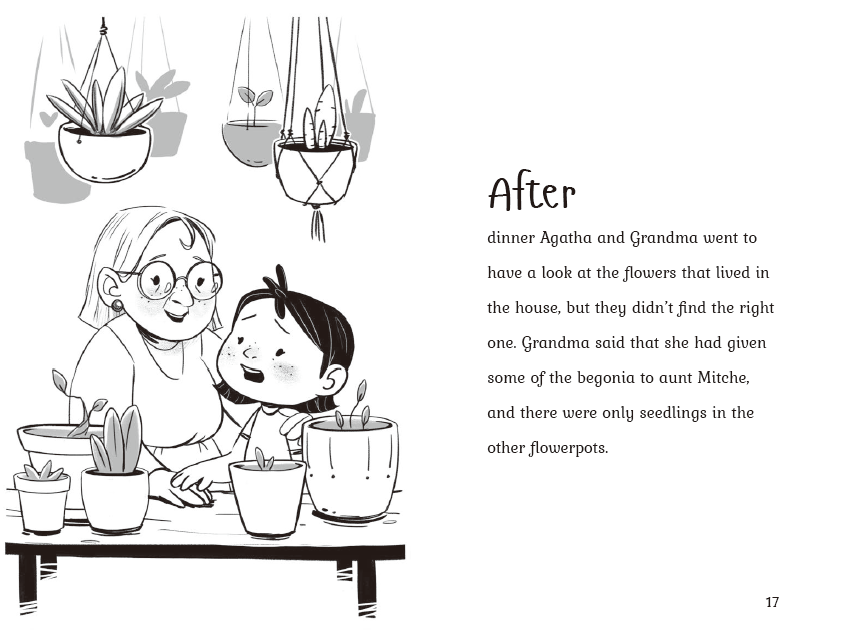 After
dinner Agatha and Grandma went to
have a look at the flowers that lived in
the house, but they didn't find the right
one. Grandma said that she had given
some of the begonia to aunt Mitche,
and there were only seedlings in the
other flowerpots.
17